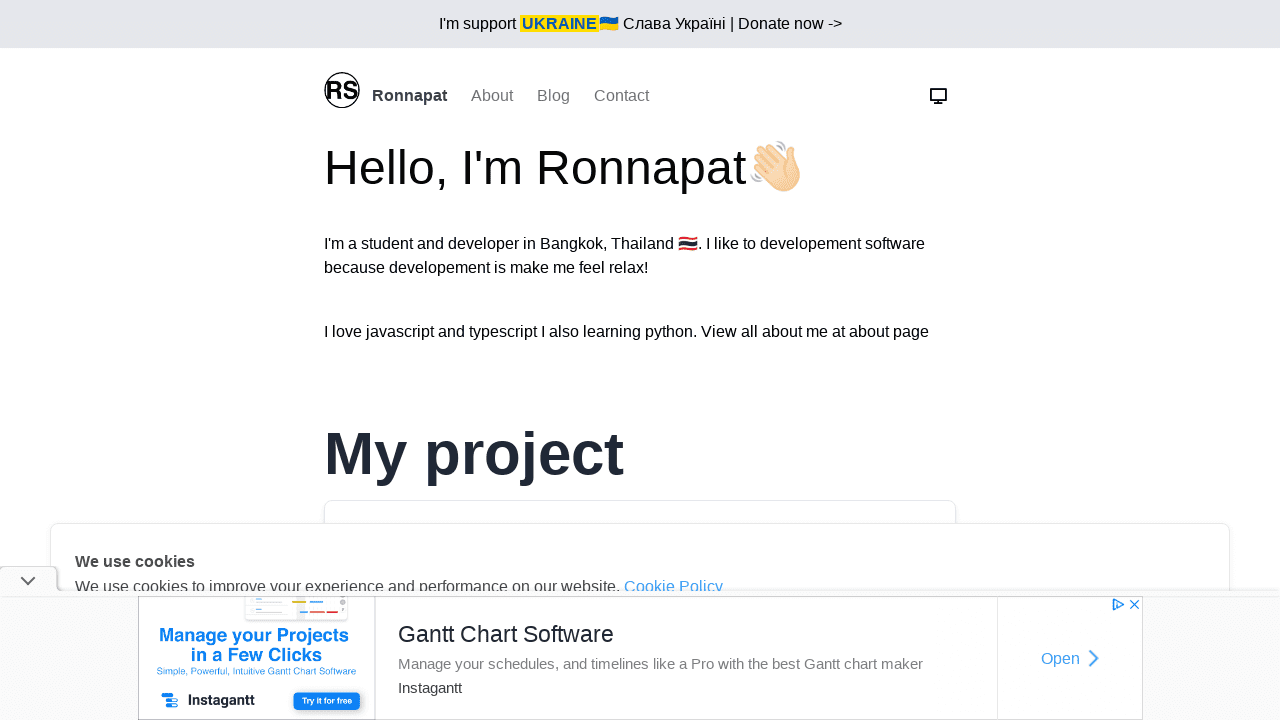 I'm support UKRAINE🇺🇦 Слава Україні | Donate now ->
RS Ronnapat About Blog Contact
Hello, I'm Ronnapat👋🏻
I'm a student and developer in Bangkok, Thailand 🇹🇭. I like to developement software
because developement is make me feel relax!
I love javascript and typescript I also learning python. View all about me at about page
My project
We use cookies
We use cookies to improve your experience and performance on our website. Cookie Policy
Manage your Projects
in a Few Clicks
Simple, Powerful, Intuitive Gantt Chart Software
Instagantt
Try it for free
Gantt Chart Software
Manage your schedules, and timelines like a Pro with the best Gantt chart maker
Instagantt
Open